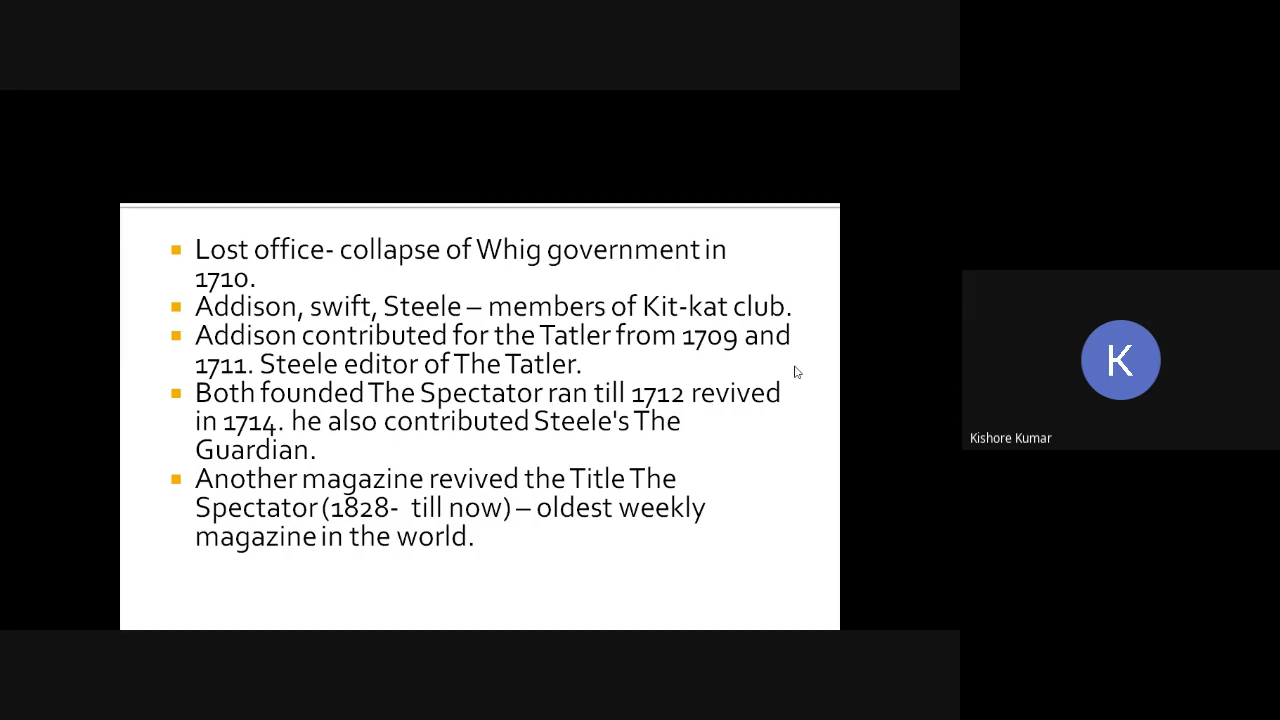 Lost office- collapse of Whig government in
1710.
Addison, swift, Steele – members of Kit-kat club.
Addison contributed for the Tatler from 1709 and
1711. Steele editor of The Tatler.
Both founded The Spectator ran till 1712 revived
in 1714. he also contributed Steele's The
Guardian.
Another magazine revived the Title The
Spectator (1828-  till now) – oldest weekly
magazine in the world.
K
Kishore Kumar